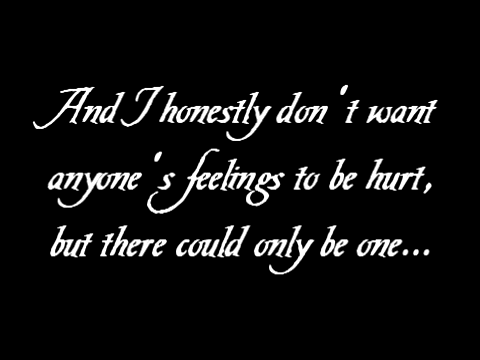 And I honestly don't want
anyone's feelings to be hurt,
but there could only be one...